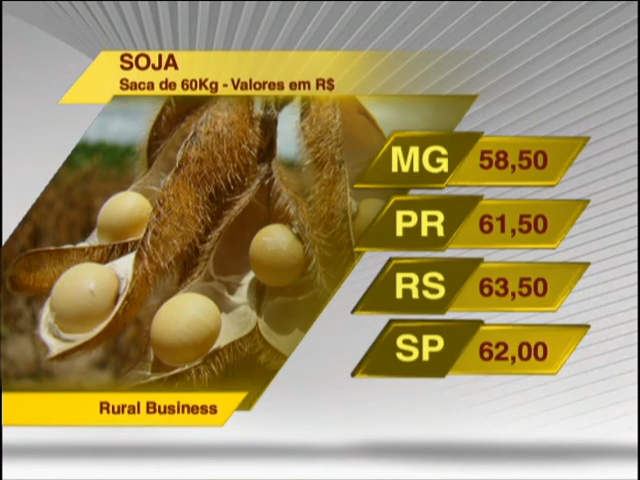 SOJA
Saca de 60Kg - Valores em R$
MG 58,50
PR 61,50
RS 63,50
SP 62,00
Rural Business